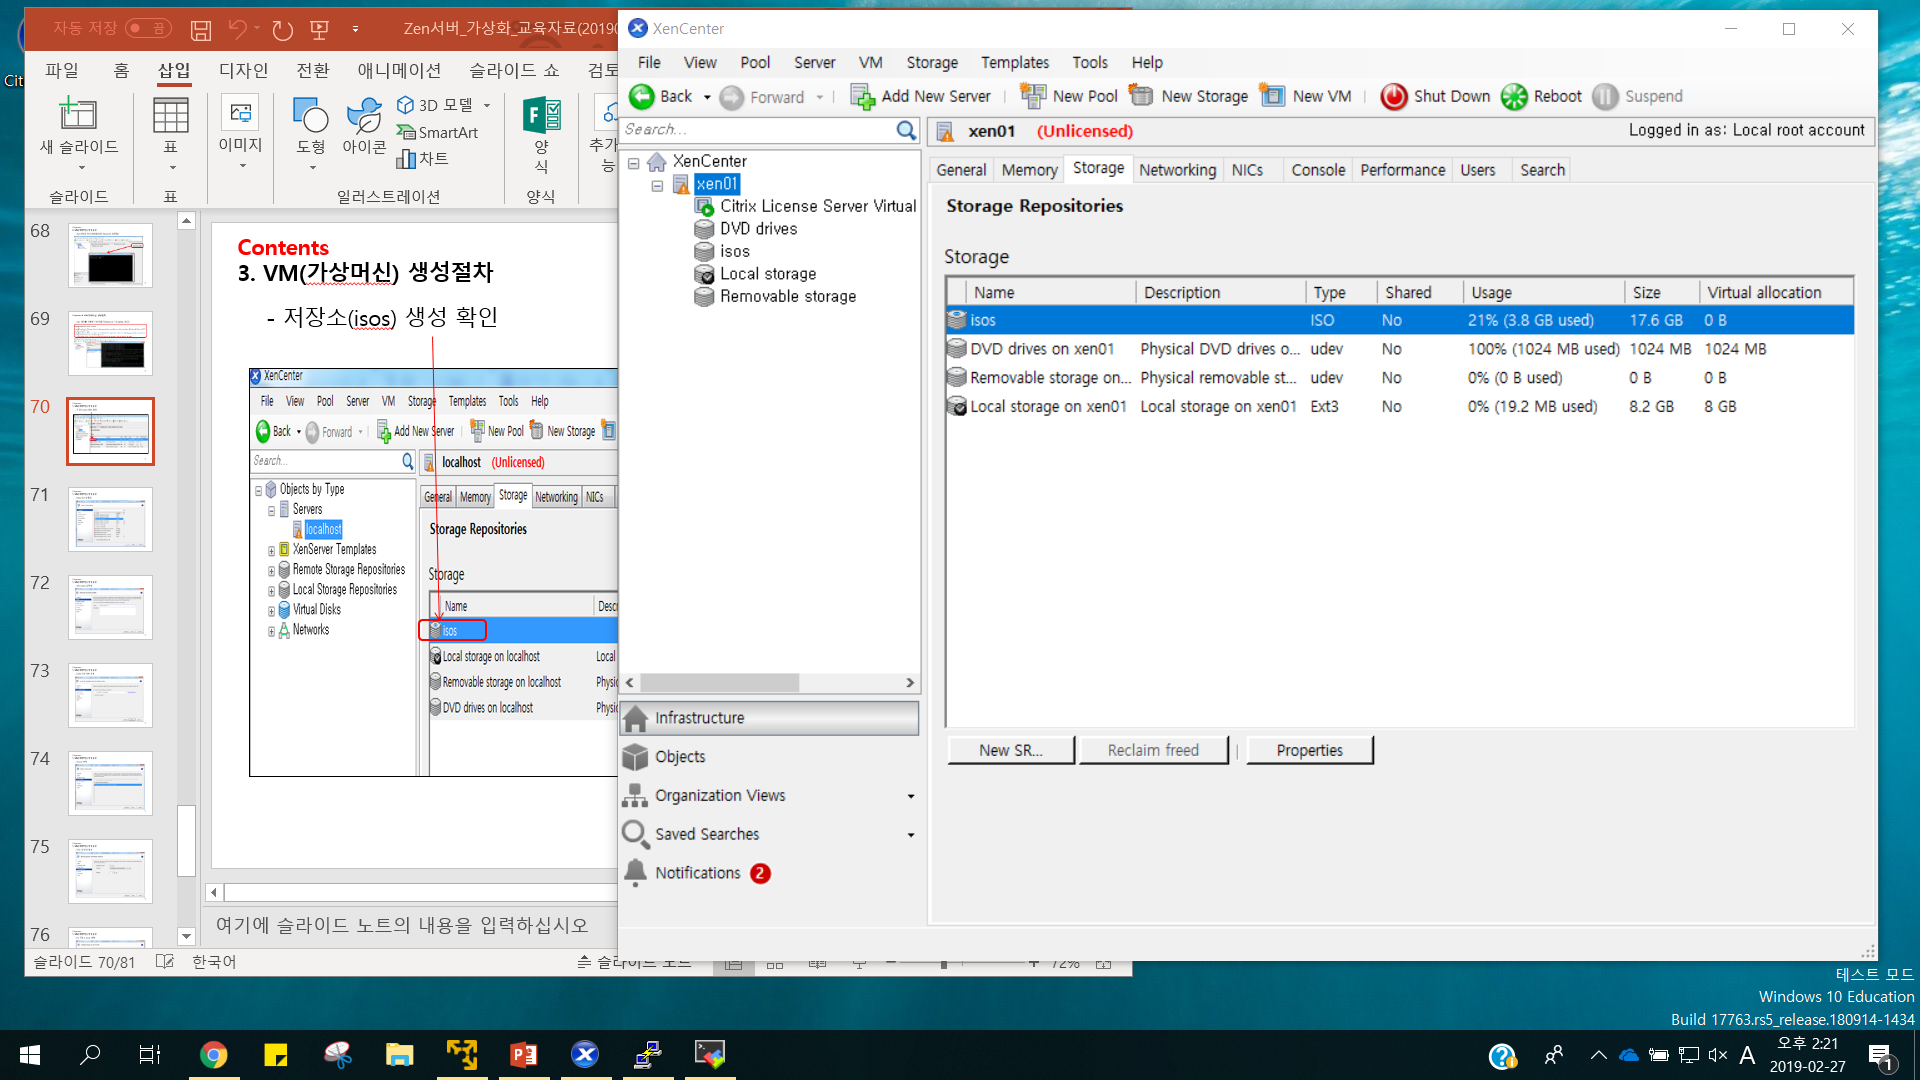 Cit
자동 저장 끔
Zen서버_가상화_교육자료(2019
파일 홈 삽입 디자인 전환 애니메이션 슬라이드 쇼 검토
새 슬라이드
표
이미지
도형
아이콘
3D 모델
SmartArt
차트
양
식
추가
능
슬라이드
표
일러스트레이션
양식
68
69
70
71
72
73
74
75
76
Contents
3. VM(가상머신) 생성절차
- 저장소(isos) 생성 확인
XenCenter
File View Pool Server VM Storage Templates Tools Help
Back Forward Add New Server New Pool New Storage
Search...
localhost (Unlicensed)
Objects by Type
Servers
localhost
XenServer Templates
Remote Storage Repositories
Local Storage Repositories
Virtual Disks
Networks
General Memory Storage Networking NICs
Storage Repositories
Storage
Name Descr
isos
Local storage on localhost Local
Removable storage on localhost Physic
DVD drives on localhost Physic
여기에 슬라이드 노트의 내용을 입력하십시오
슬라이드 70/81 한국어
슬라이드 노트
72%
XenCenter
File View Pool Server VM Storage Templates Tools Help
Back Forward Add New Server New Pool New Storage New VM Shut Down Reboot Suspend
Search...
xen01 (Unlicensed)
Logged in as: Local root account
XenCenter
xen01
Citrix License Server Virtual
DVD drives
isos
Local storage
Removable storage
Infrastructure
Objects
Organization Views
Saved Searches
Notifications 2
General Memory Storage Networking NICs Console Performance Users Search
Storage Repositories
Storage
Name Description Type Shared Usage Size Virtual allocation
isos ISO No 21% (3.8 GB used) 17.6 GB 0 B
DVD drives on xen01 Physical DVD drives o... udev No 100% (1024 MB used) 1024 MB 1024 MB
Removable storage on... Physical removable st... udev No 0% (0 B used) 0 B 0 B
Local storage on xen01 Local storage on xen01 Ext3 No 0% (19.2 MB used) 8.2 GB 8 GB
New SR... Reclaim freed Properties
테스트 모드
Windows 10 Education
Build 17763.rs5_release.180914-1434
A
오후 2:21
2019-02-27
1